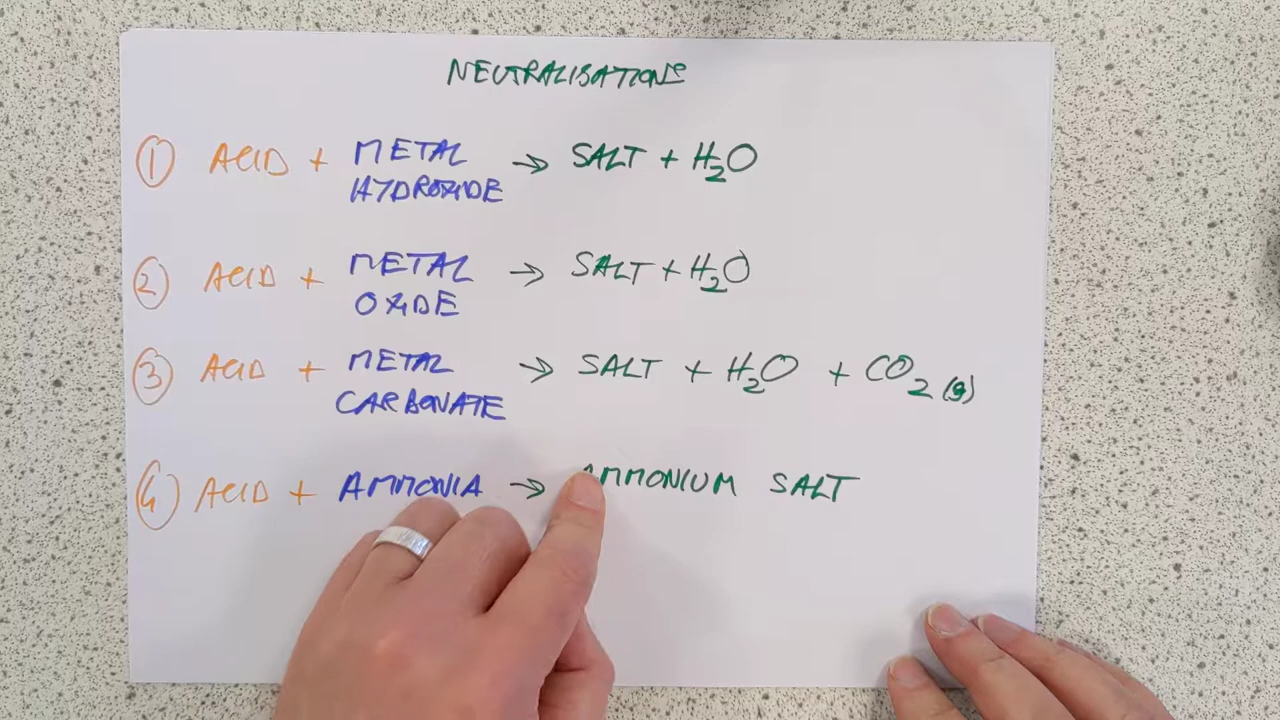 NEUTRALISATIONS
① ACID + METAL HYDROXIDE → SALT + H₂O
② ACID + METAL OXIDE → SALT + H₂O
③ ACID + METAL CARBONATE → SALT + H₂O + CO₂ (g)
④ ACID + AMMONIA → AMMONIUM SALT